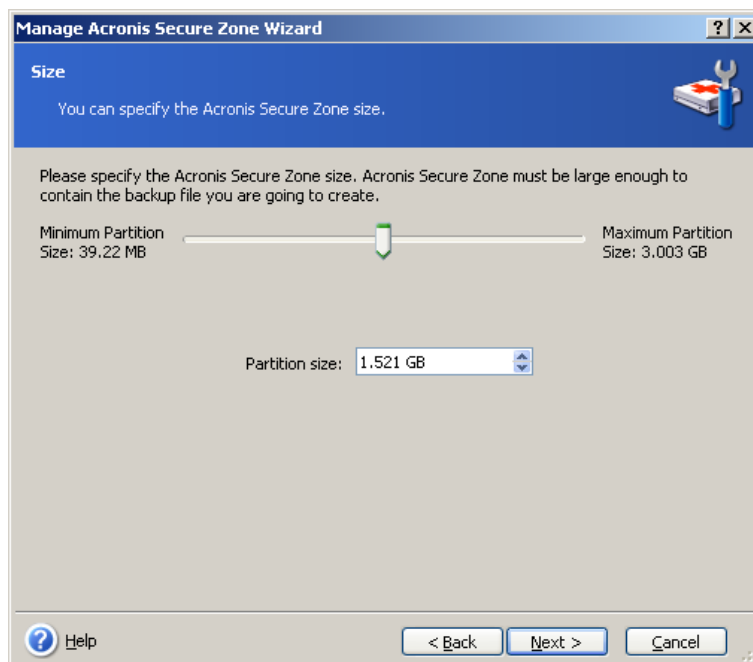 Manage Acronis Secure Zone Wizard
Size
You can specify the Acronis Secure Zone size.
Please specify the Acronis Secure Zone size. Acronis Secure Zone must be large enough to
contain the backup file you are going to create.
Minimum Partition
Size: 39.22 MB
Maximum Partition
Size: 3.003 GB
Partition size: 1.521 GB
Help
< Back
Next >
Cancel